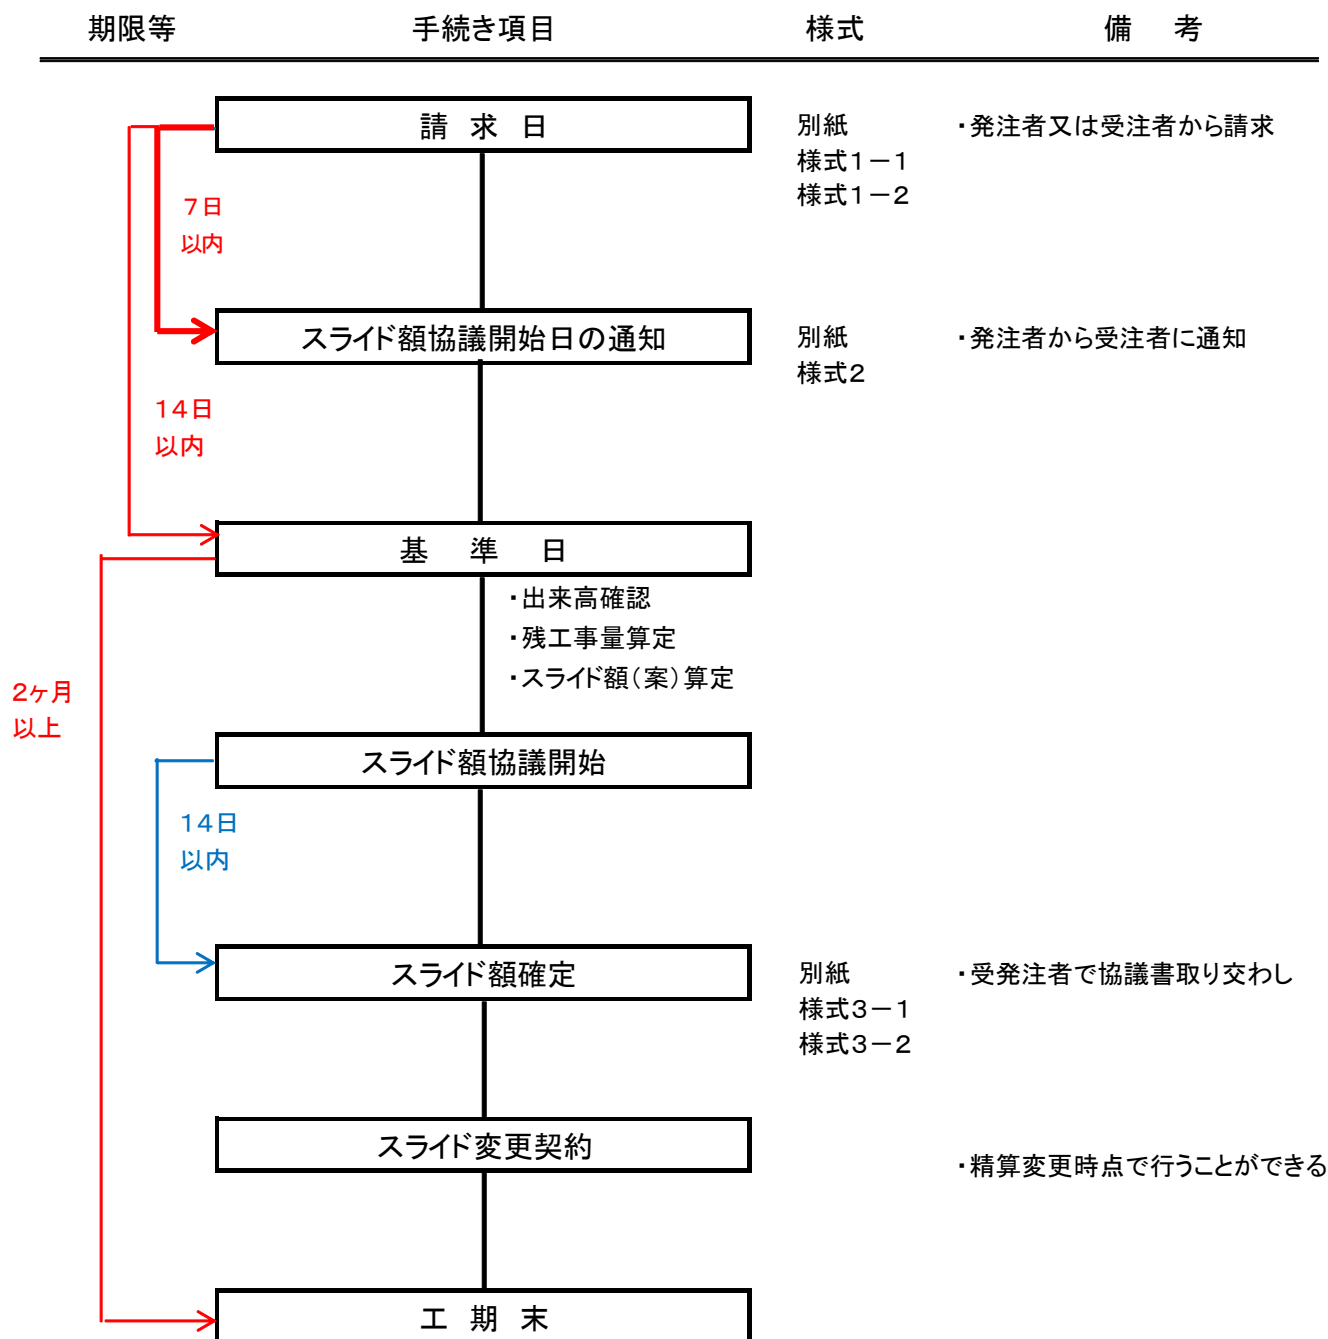 期限等 手続き項目 様式 備 考
請 求 日 別紙 ・発注者又は受注者から請求
様式1－1
様式1－2
7日
以内
スライド額協議開始日の通知 別紙 ・発注者から受注者に通知
様式2
14日
以内
基 準 日
・出来高確認
・残工事量算定
・スライド額（案）算定
2ヶ月
以上
スライド額協議開始
14日
以内
スライド額確定 別紙 ・受発注者で協議書取り交わし
様式3－1
様式3－2
スライド変更契約
・精算変更時点で行うことができる
工 期 末